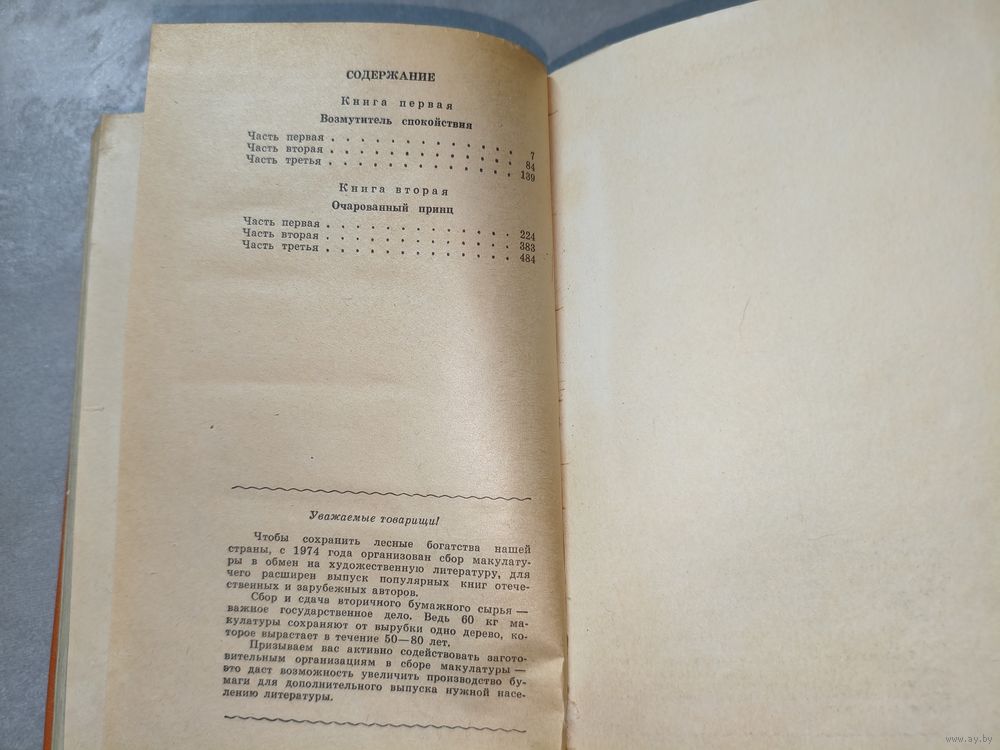 СОДЕРЖАНИЕ
Книга первая
Возмутитель спокойствия
Часть первая . . . . . . . . . . . . . 7
Часть вторая . . . . . . . . . . . . . 84
Часть третья . . . . . . . . . . . . . 139
Книга вторая
Очарованный принц
Часть первая . . . . . . . . . . . . . 224
Часть вторая . . . . . . . . . . . . . 383
Часть третья . . . . . . . . . . . . . 484
Уважаемые товарищи!
Чтобы сохранить лесные богатства нашей
страны, с 1974 года организован сбор макулату-
ры в обмен на художественную литературу, для
чего расширен выпуск популярных книг отече-
ственных и зарубежных авторов.
Сбор и сдача вторичного бумажного сырья —
важное государственное дело. Ведь 60 кг ма-
кулатуры сохраняют от вырубки одно дерево, ко-
торое вырастает в течение 50—80 лет.
Призываем вас активно содействовать загото-
вительным организациям в сборе макулатуры —
это даст возможность увеличить производство бу-
маги для дополнительного выпуска нужной насе-
лению литературы.
www.ay.by